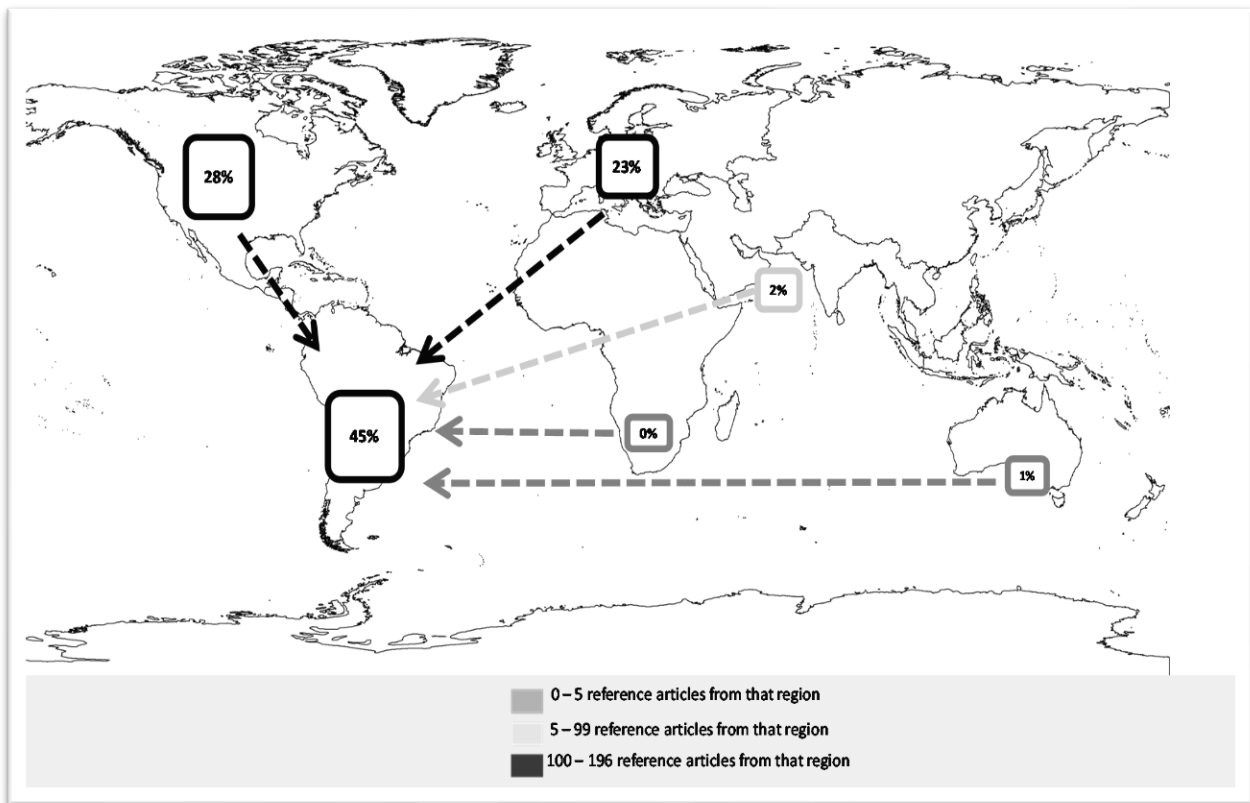 28%
23%
2%
45%
0%
1%
0 – 5 reference articles from that region
5 – 99 reference articles from that region
100 – 196 reference articles from that region